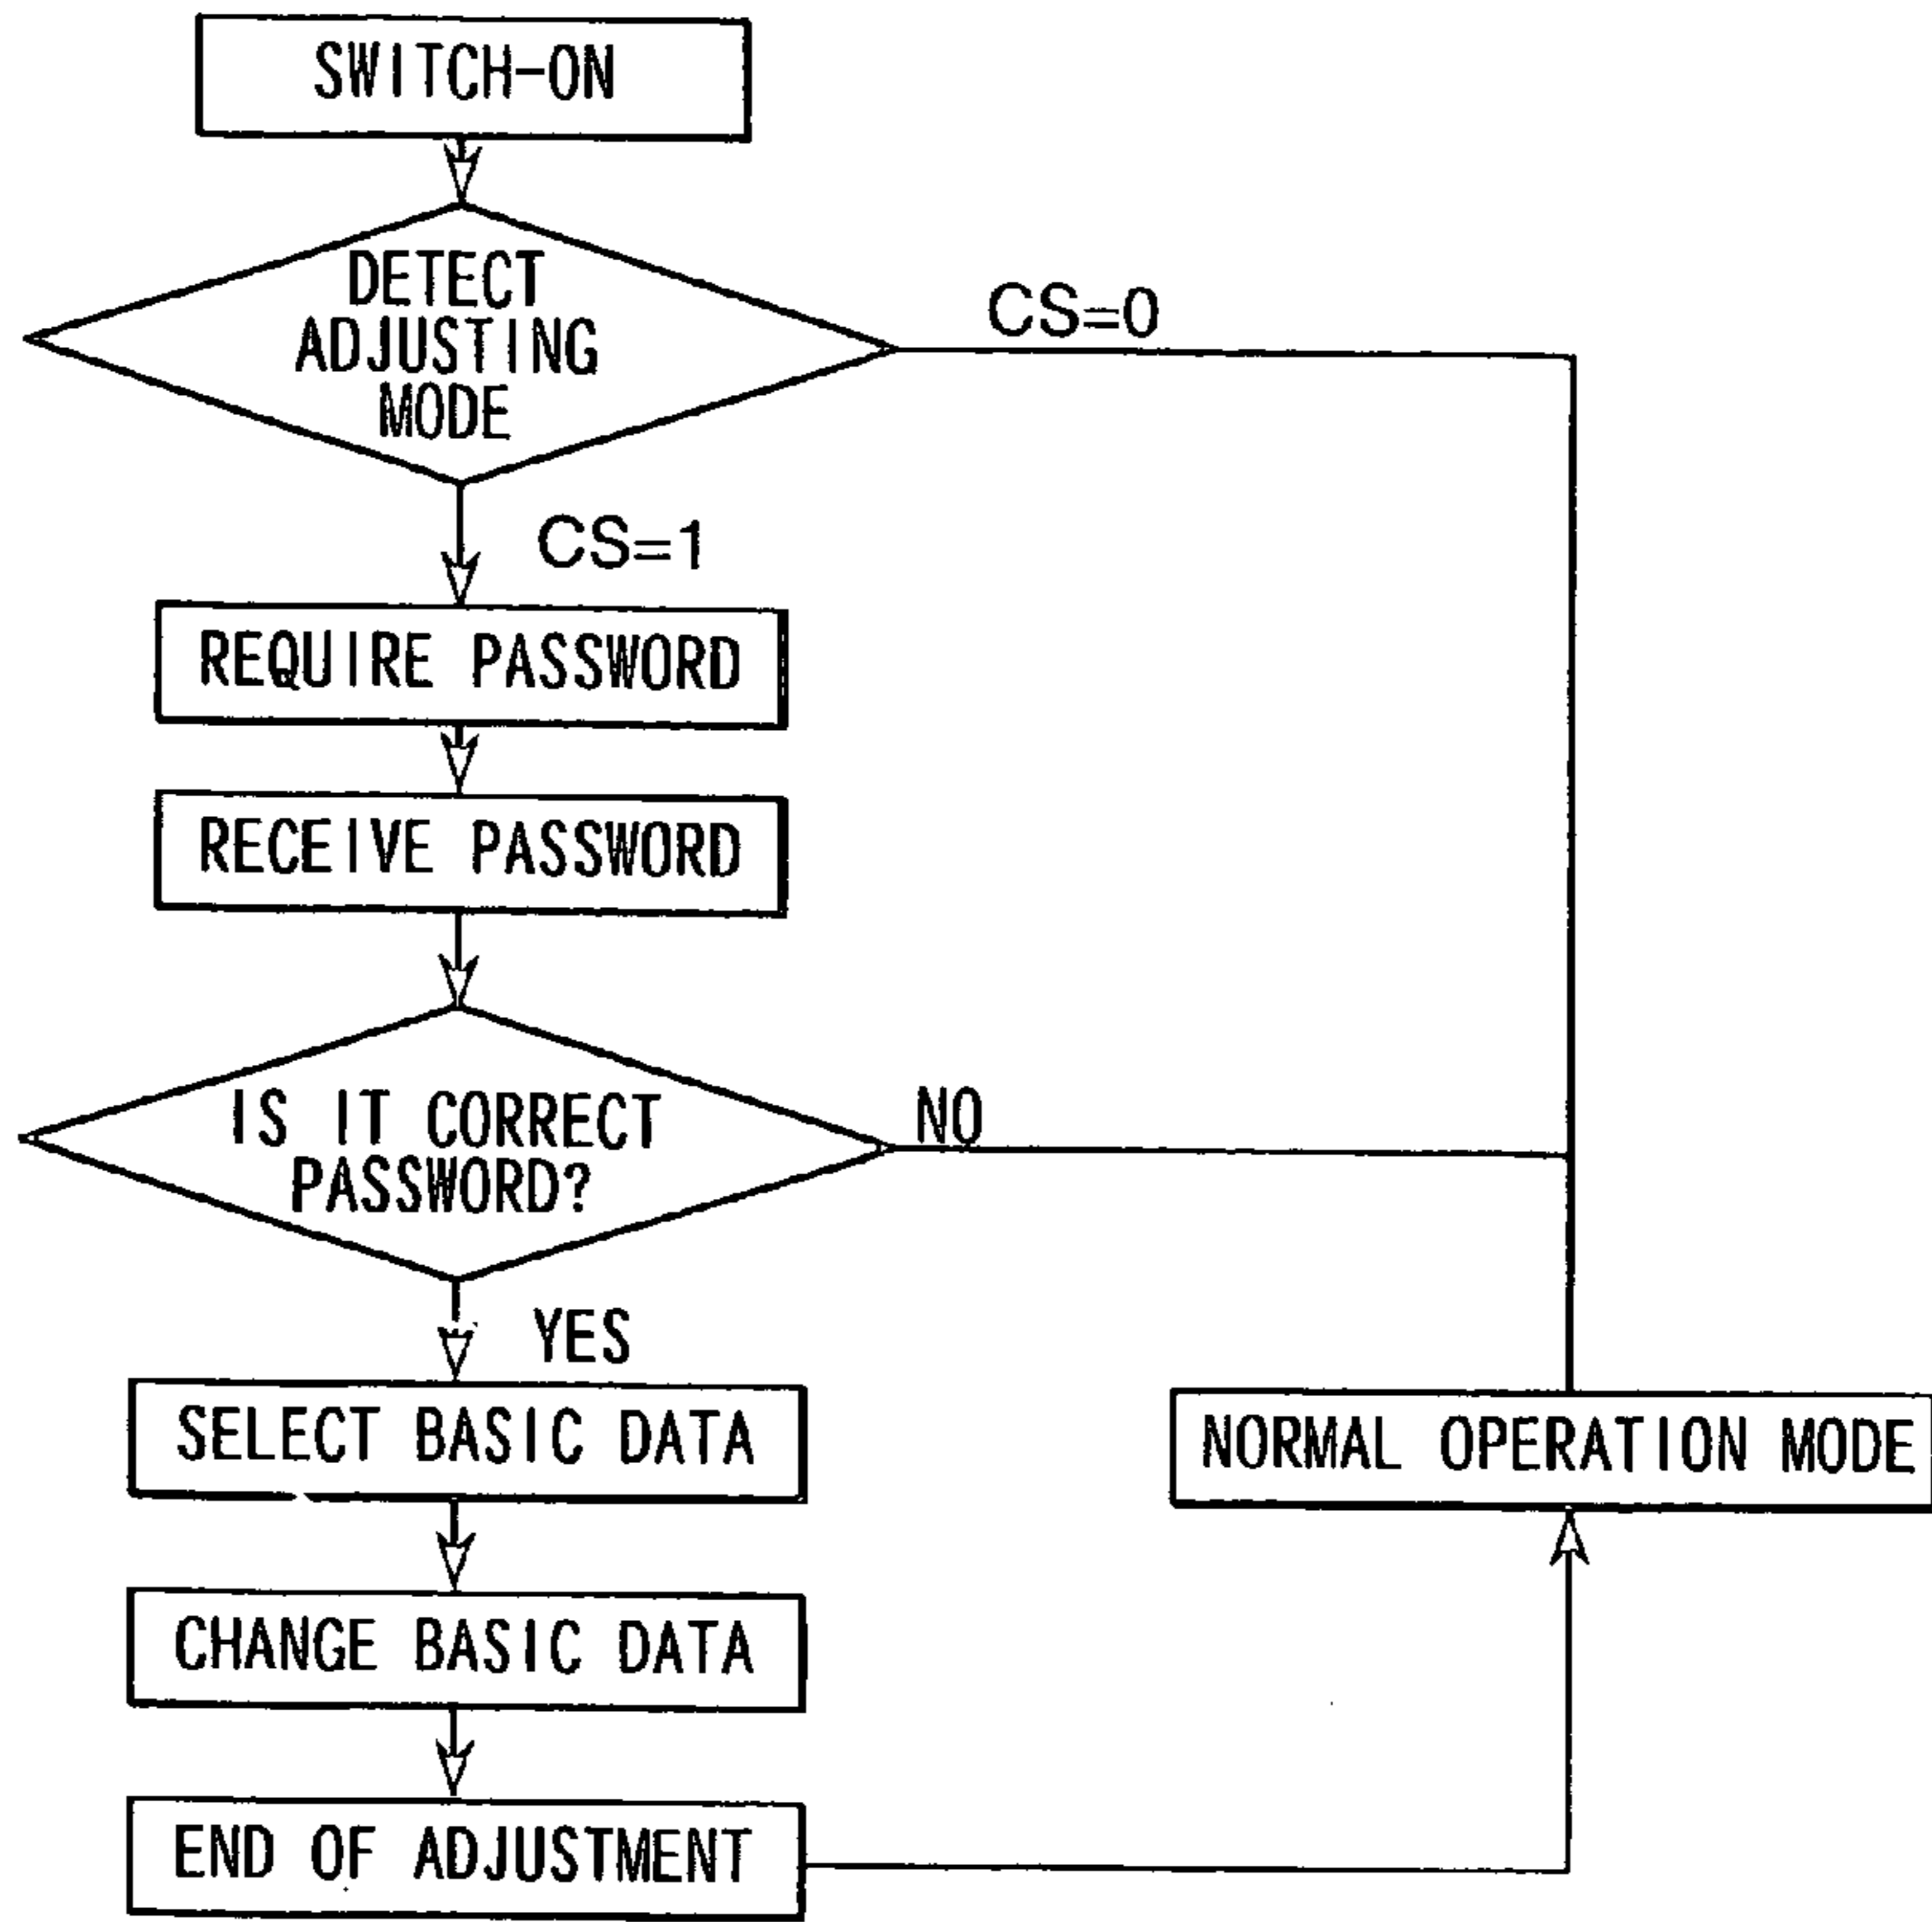 SWITCH-ON
DETECT
ADJUSTING
MODE
CS=0
CS=1
REQUIRE PASSWORD
RECEIVE PASSWORD
IS IT CORRECT
PASSWORD?
NO
YES
SELECT BASIC DATA
NORMAL OPERATION MODE
CHANGE BASIC DATA
END OF ADJUSTMENT